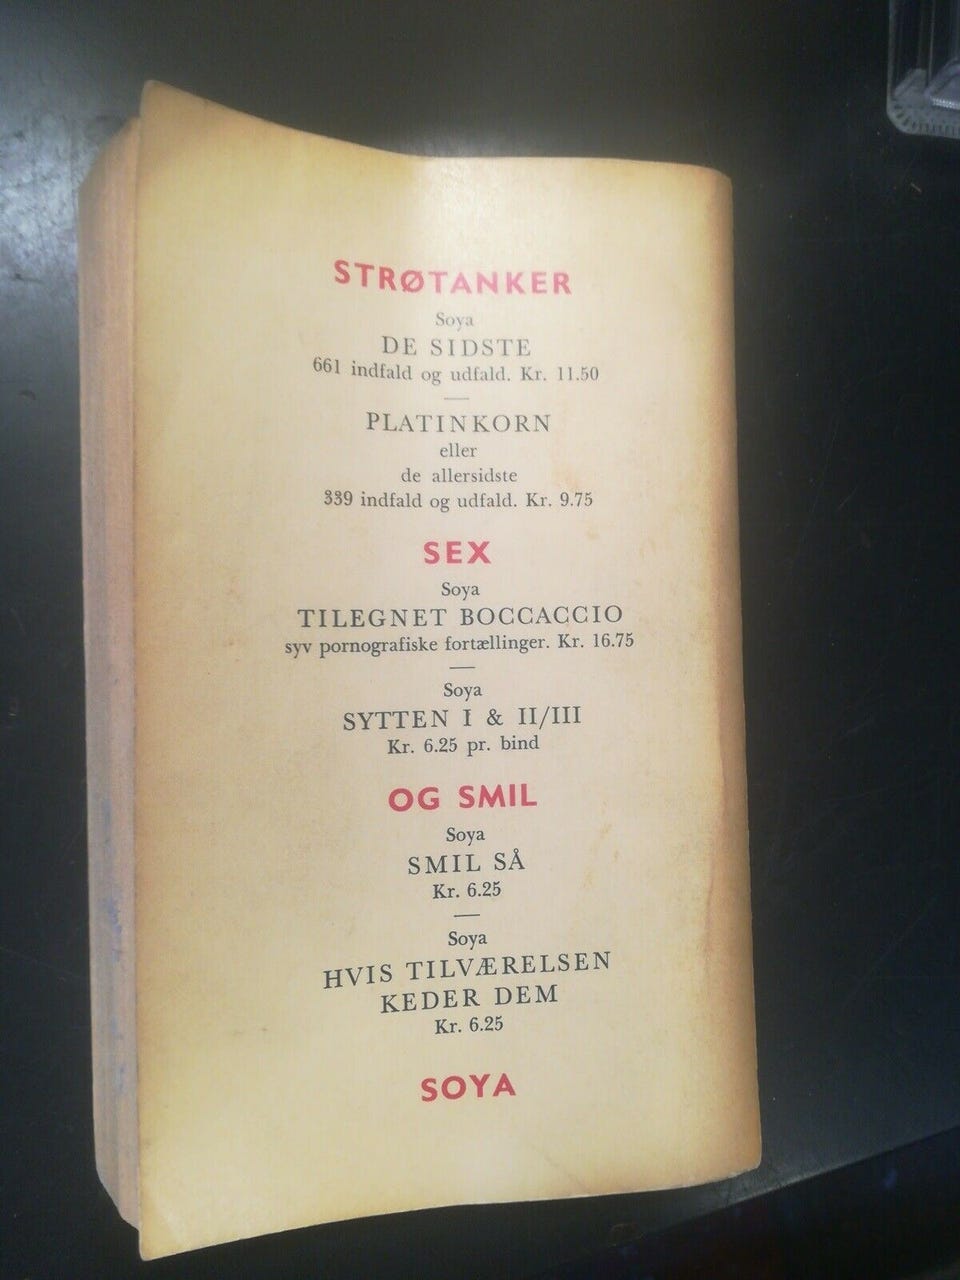 STRØTANKER
Soya
DE SIDSTE
661 indfald og udfald. Kr. 11.50
PLATINKORN
eller
de allersidste
339 indfald og udfald. Kr. 9.75
SEX
Soya
TILEGNET BOCCACCIO
syv pornografiske fortællinger. Kr. 16.75
Soya
SYTTEN I & II/III
Kr. 6.25 pr. bind
OG SMIL
Soya
SMIL SÅ
Kr. 6.25
Soya
HVIS TILVÆRELSEN
KEDER DEM
Kr. 6.25
SOYA